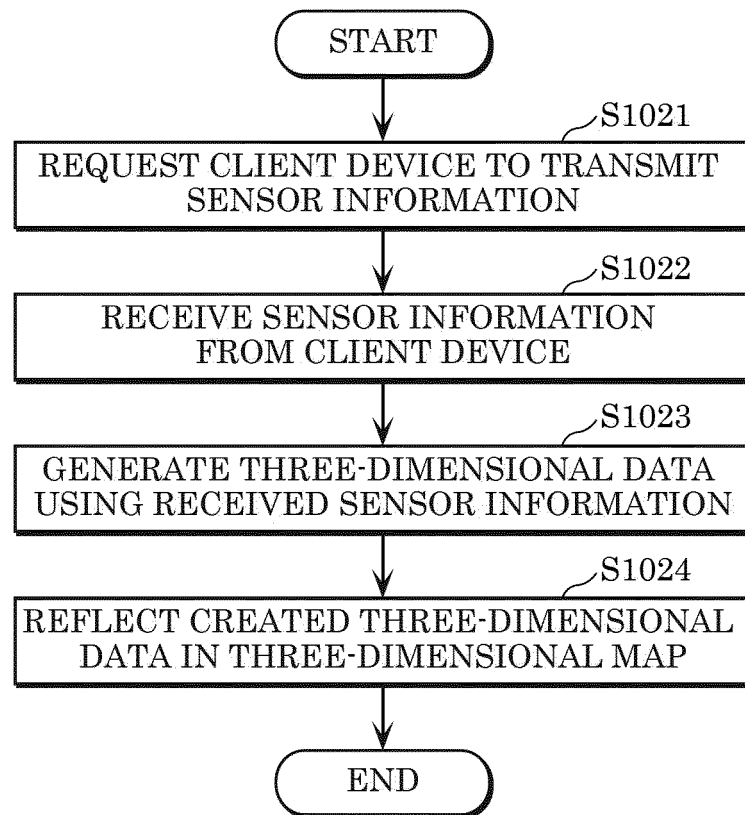 START
S1021
REQUEST CLIENT DEVICE TO TRANSMIT
SENSOR INFORMATION
S1022
RECEIVE SENSOR INFORMATION
FROM CLIENT DEVICE
S1023
GENERATE THREE-DIMENSIONAL DATA
USING RECEIVED SENSOR INFORMATION
S1024
REFLECT CREATED THREE-DIMENSIONAL
DATA IN THREE-DIMENSIONAL MAP
END